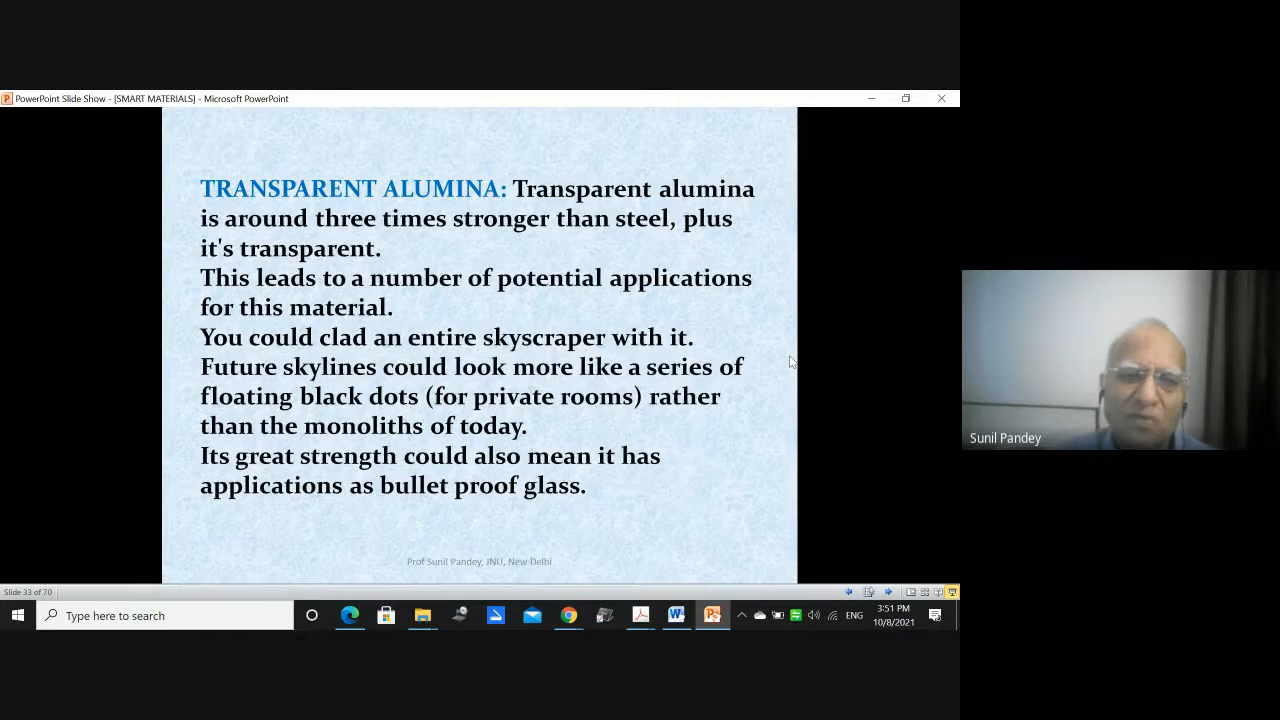 PowerPoint Slide Show - [SMART MATERIALS] - Microsoft PowerPoint
TRANSPARENT ALUMINA: Transparent alumina
is around three times stronger than steel, plus
it's transparent.
This leads to a number of potential applications
for this material.
You could clad an entire skyscraper with it.
Future skylines could look more like a series of
floating black dots (for private rooms) rather
than the monoliths of today.
Its great strength could also mean it has
applications as bullet proof glass.
Prof Sunil Pandey, JNU, New Delhi
Sunil Pandey
Slide 33 of 70
Type here to search
ENG
3:51 PM
10/8/2021